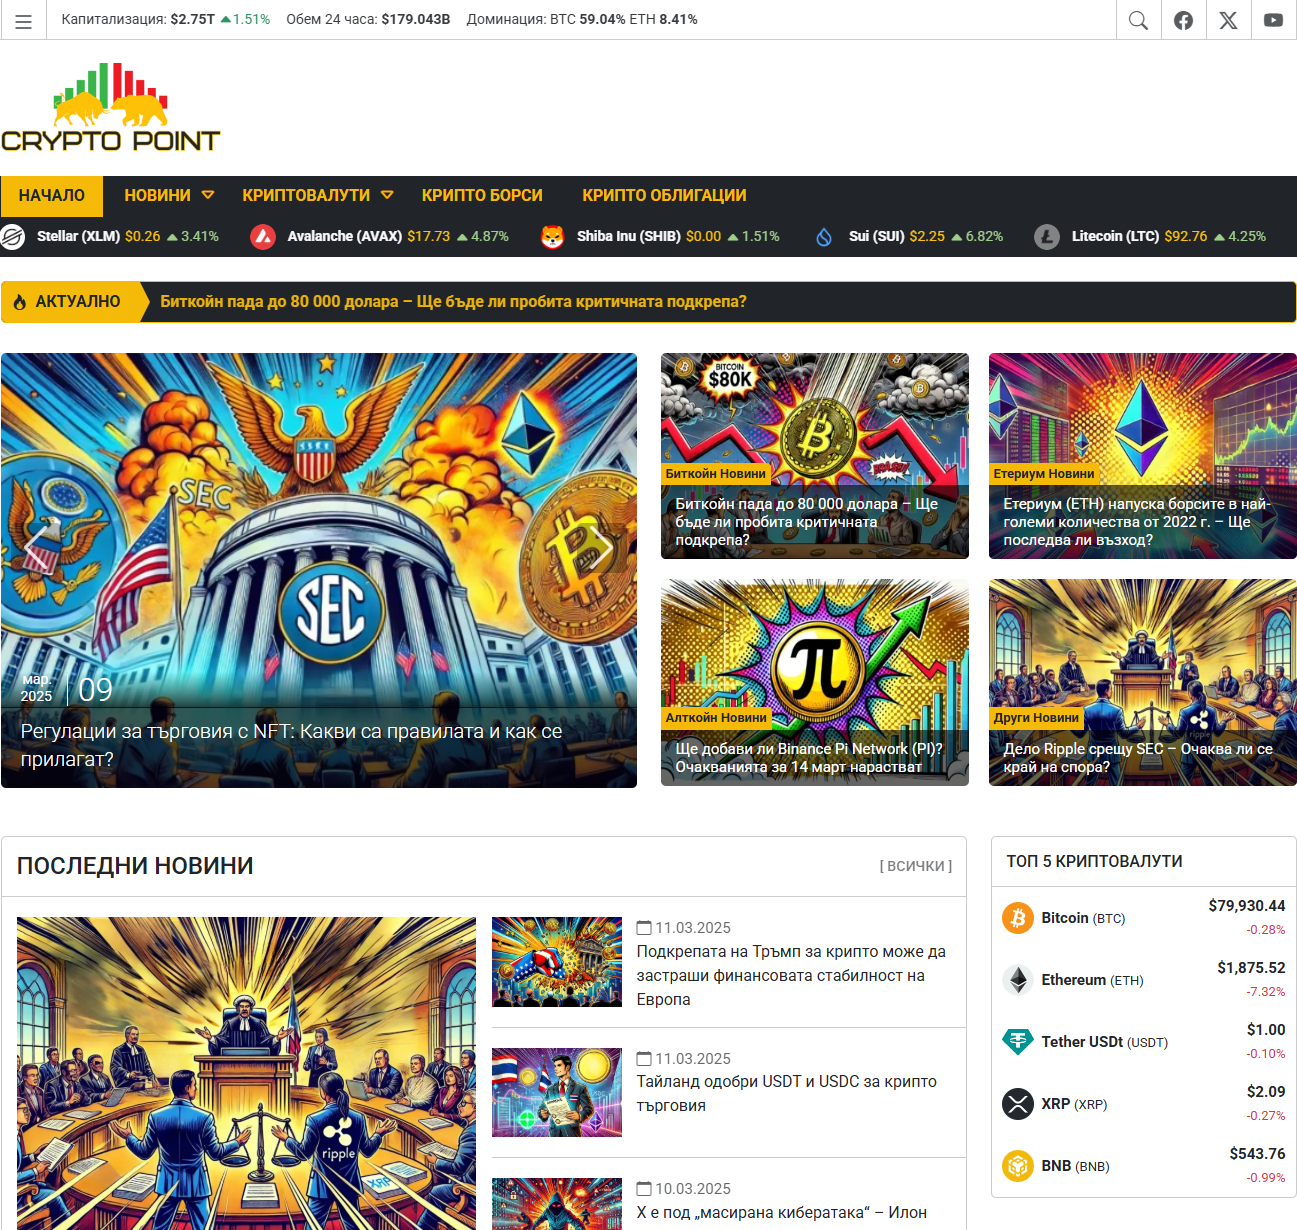 Капитализация: $2.75T 1.51% Обем 24 часа: $179.043B Доминация: BTC 59.04% ETH 8.41%
CRYPTO POINT
НАЧАЛО НОВИНИ КРИПТОВАЛУТИ КРИПТО БОРСИ КРИПТО ОБЛИГАЦИИ
Stellar (XLM) $0.26 3.41% Avalanche (AVAX) $17.73 4.87% Shiba Inu (SHIB) $0.00 1.51% Sui (SUI) $2.25 6.82% Litecoin (LTC) $92.76 4.25%
АКТУАЛНО Биткойн пада до 80 000 долара – Ще бъде ли пробита критичната подкрепа?
SEC
SEC
мар.
2025
09
Регулации за търговия с NFT: Какви са правилата и как се
прилагат?
BITCOIN
$80K
Биткойн Новини
Биткойн пада до 80 000 долара – Ще
бъде ли пробита критичната
подкрепа?
Етериум Новини
Етериум (ETH) напуска борсите в най-
големи количества от 2022 г. – Ще
последва ли възход?
π
Алткойн Новини
Ще добави ли Binance Pi Network (PI)?
Очакванията за 14 март нарастват
ripple
Други Новини
Дело Ripple срещу SEC – Очаква ли се
край на спора?
ПОСЛЕДНИ НОВИНИ
[ ВСИЧКИ ]
ripple
XRP
11.03.2025
Подкрепата на Тръмп за крипто може да
застраши финансовата стабилност на
Европа
11.03.2025
Тайланд одобри USDT и USDC за крипто
търговия
10.03.2025
X е под „масирана кибератака“ – Илон
ТОП 5 КРИПТОВАЛУТИ
Bitcoin (BTC) $79,930.44
-0.28%
Ethereum (ETH) $1,875.52
-7.32%
Tether USDt (USDT) $1.00
-0.10%
XRP (XRP) $2.09
-0.27%
BNB (BNB) $543.76
-0.99%